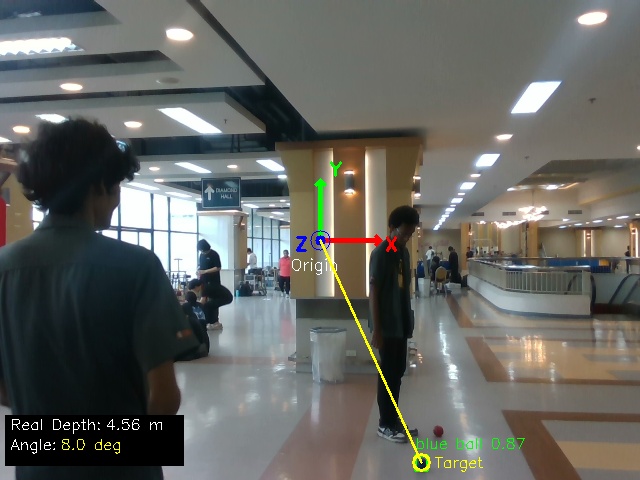 DIAMOND
HALL
Y
Z
X
Origin
Real Depth: 4.56 m
Angle: 8.0 deg
blue ball 0.87
Target